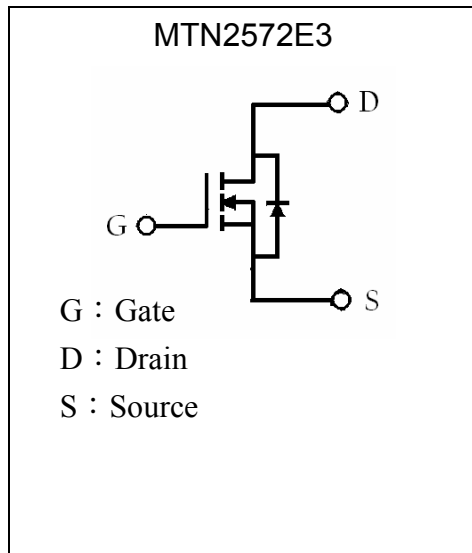 MTN2572E3
D
G
S
G：Gate
D：Drain
S：Source